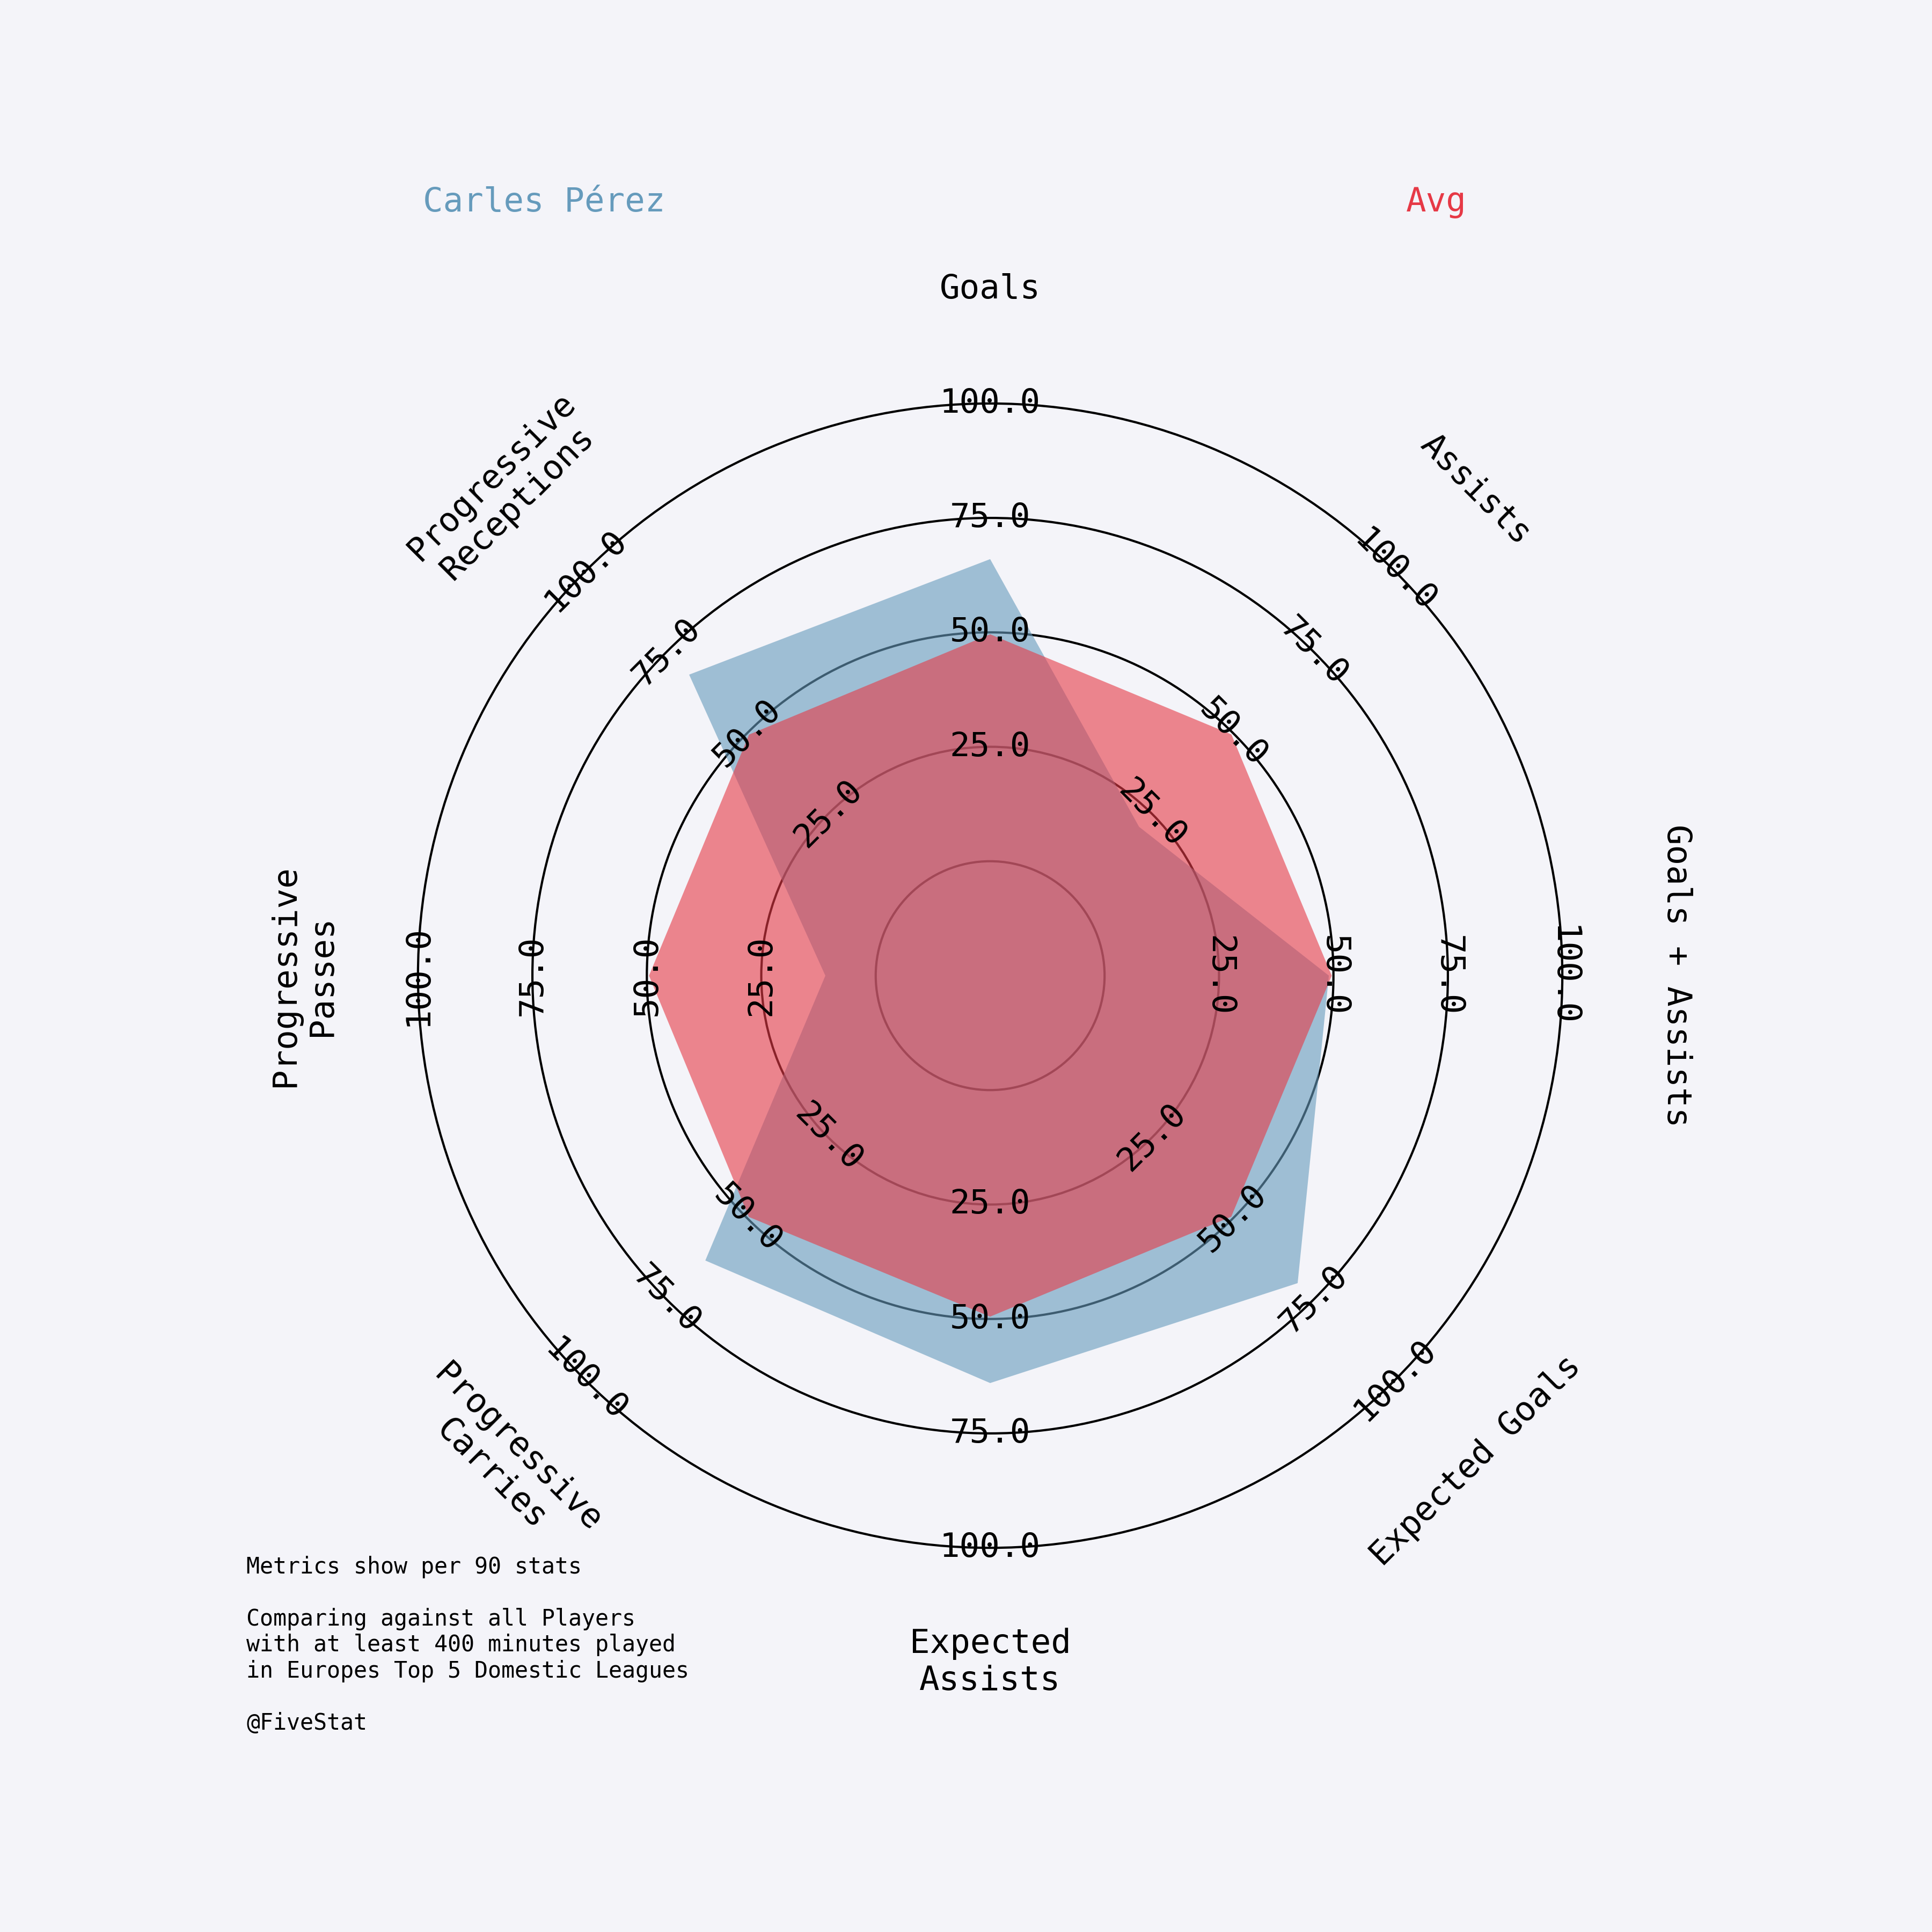 Carles Pérez
Avg
Goals
Assists
Goals + Assists
Expected Goals
Expected
Assists
Progressive
Carries
Progressive
Passes
Progressive
Receptions
25.0
50.0
75.0
100.0
25.0
50.0
75.0
100.0
25.0
50.0
75.0
100.0
25.0
50.0
75.0
100.0
25.0
50.0
75.0
100.0
25.0
50.0
75.0
100.0
25.0
50.0
75.0
100.0
25.0
50.0
75.0
100.0
Metrics show per 90 stats
Comparing against all Players
with at least 400 minutes played
in Europes Top 5 Domestic Leagues
@FiveStat